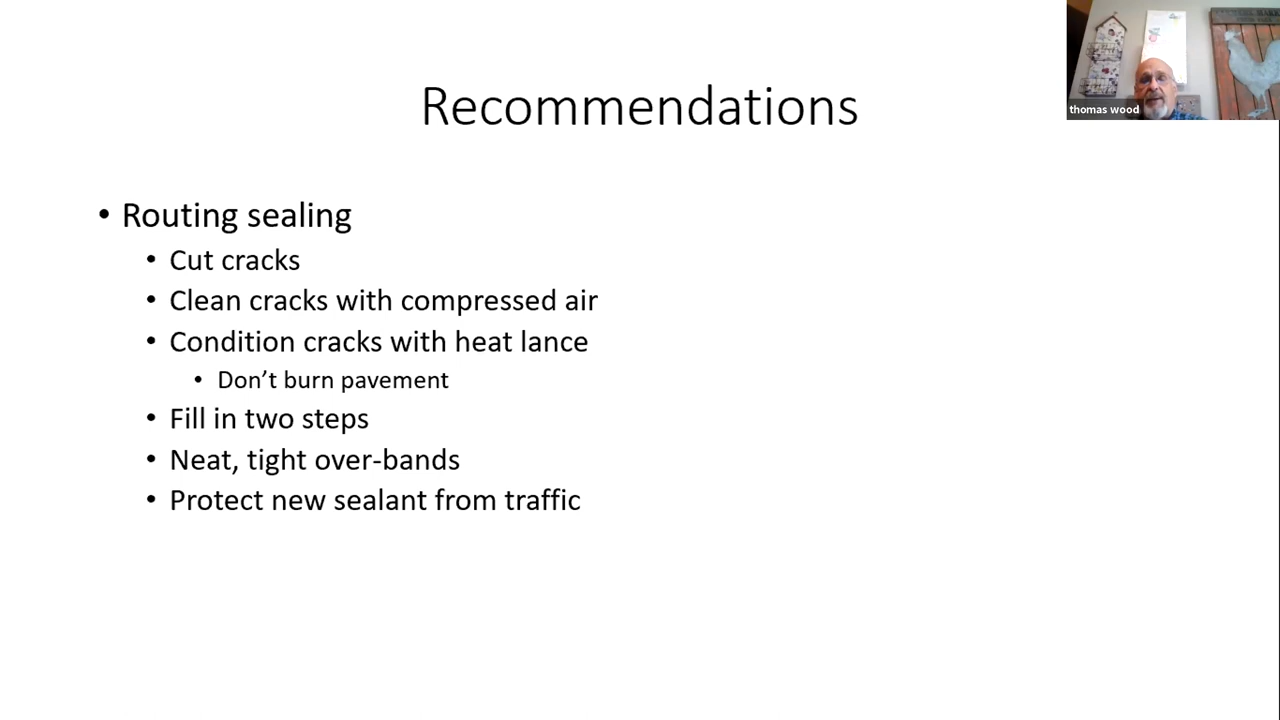 Recommendations
thomas wood
• Routing sealing
• Cut cracks
• Clean cracks with compressed air
• Condition cracks with heat lance
• Don't burn pavement
• Fill in two steps
• Neat, tight over-bands
• Protect new sealant from traffic